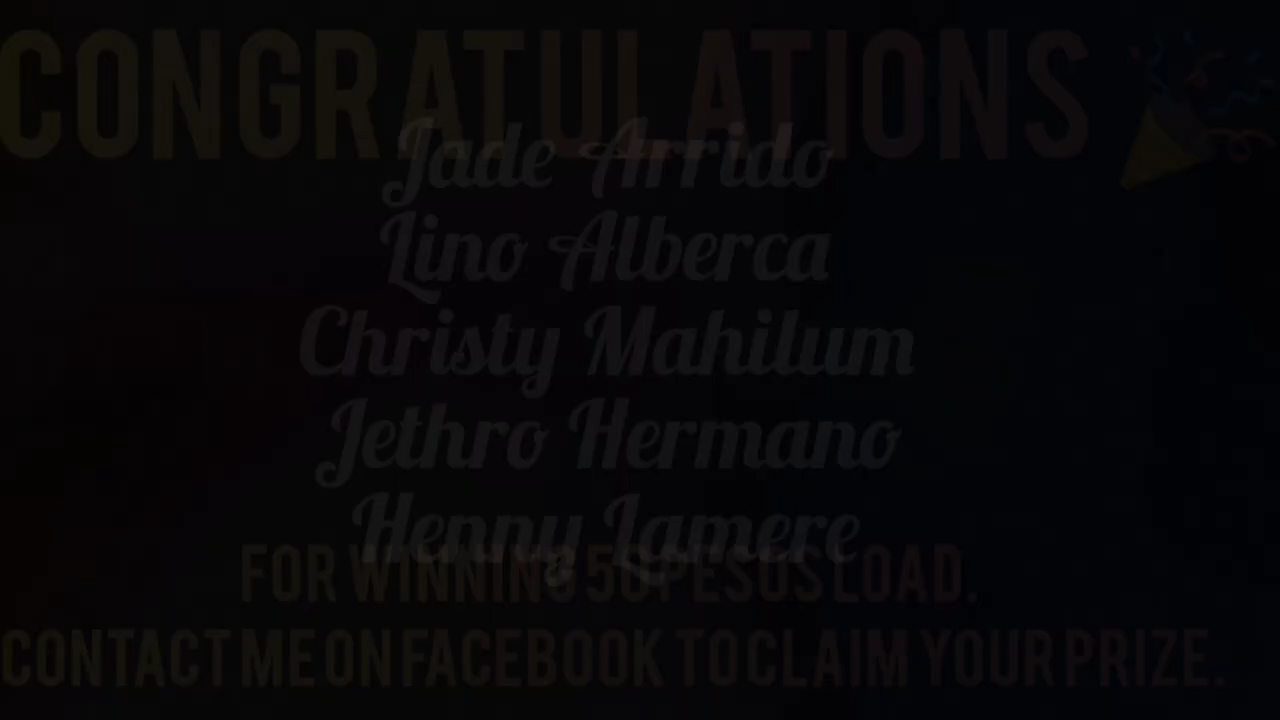 CONGRATULATIONS
Jade Arrido
Lino Alberca
Christy Mahilum
Jethro Hermano
Henny Lamere
FOR WINNING 50 PESOS LOAD.
CONTACT ME ON FACEBOOK TO CLAIM YOUR PRIZE.